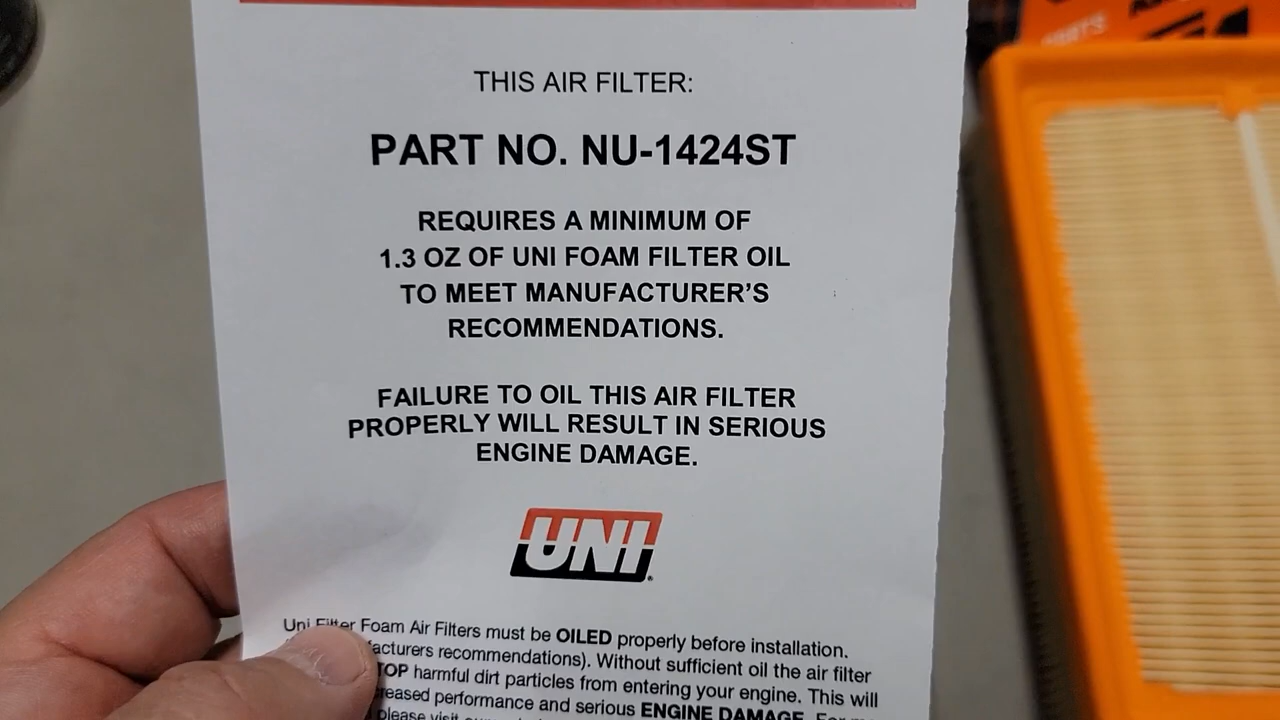 THIS AIR FILTER:
PART NO. NU-1424ST
REQUIRES A MINIMUM OF
1.3 OZ OF UNI FOAM FILTER OIL
TO MEET MANUFACTURER'S
RECOMMENDATIONS.
FAILURE TO OIL THIS AIR FILTER
PROPERLY WILL RESULT IN SERIOUS
ENGINE DAMAGE.
UNI
Uni Filter Foam Air Filters must be OILED properly before installation.
recommendations). Without sufficient oil the air filter
harmful dirt particles from entering your engine. This will
performance and serious ENGINE DAMAGE.
please visit
PARTS